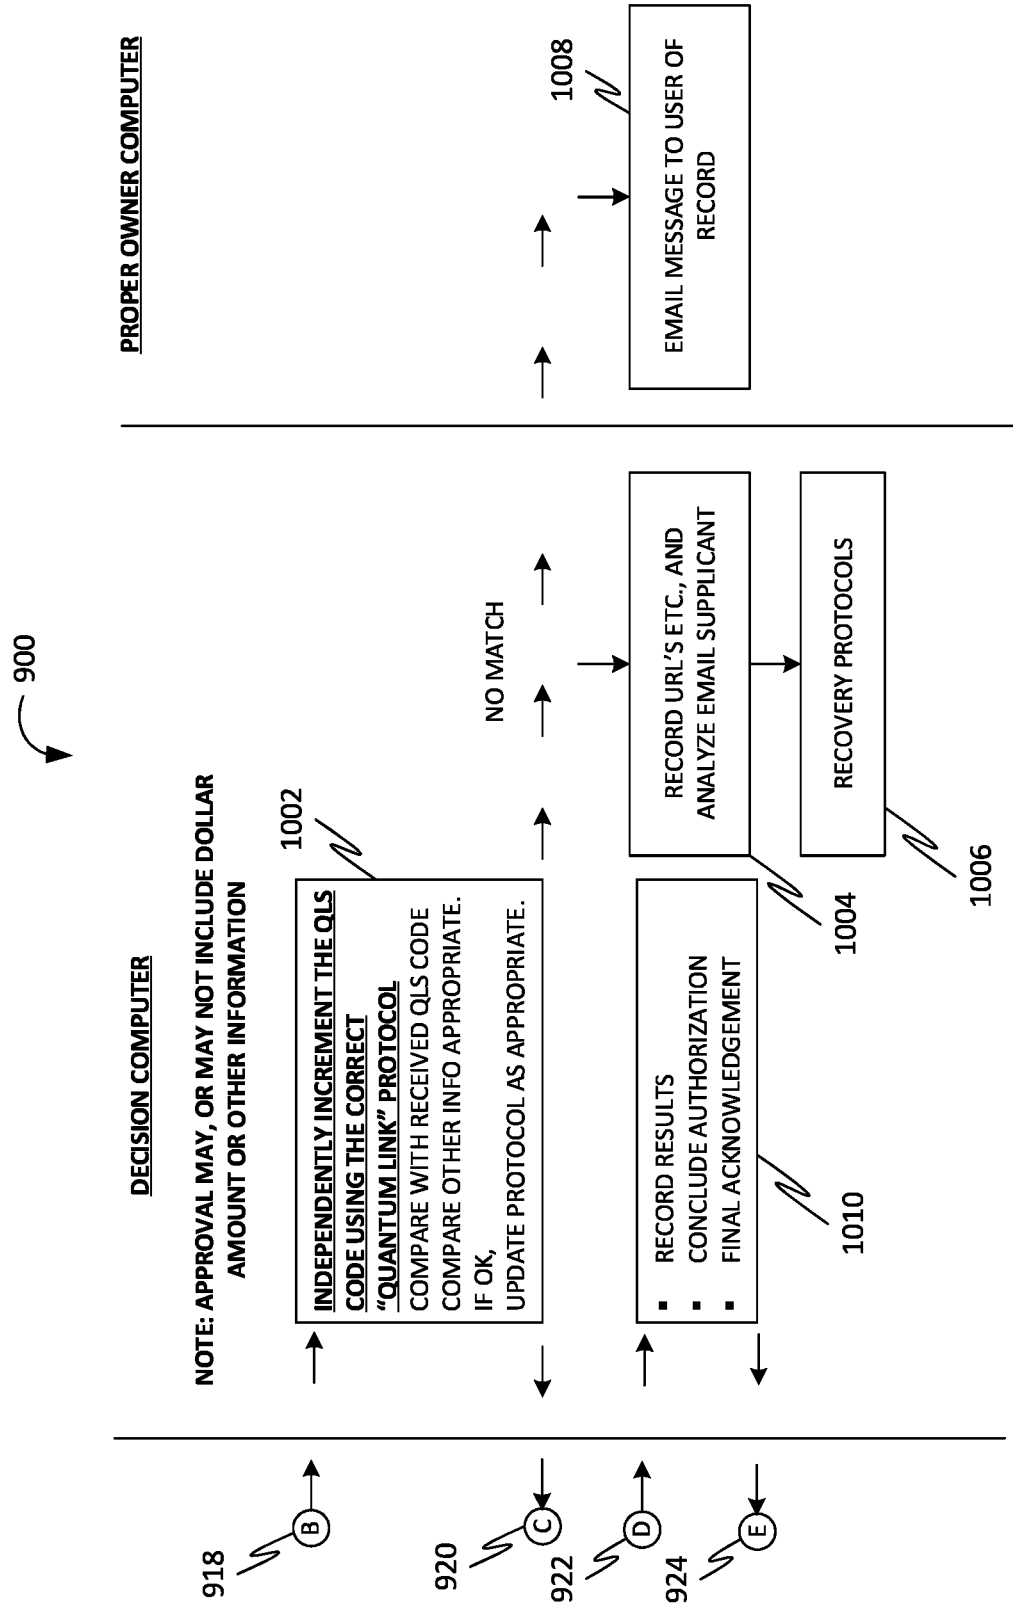 900
DECISION COMPUTER
PROPER OWNER COMPUTER
NOTE: APPROVAL MAY, OR MAY NOT INCLUDE DOLLAR
AMOUNT OR OTHER INFORMATION
918
B
1002
INDEPENDENTLY INCREMENT THE QLS
CODE USING THE CORRECT
“QUANTUM LINK” PROTOCOL
COMPARE WITH RECEIVED QLS CODE
COMPARE OTHER INFO APPROPRIATE.
IF OK,
UPDATE PROTOCOL AS APPROPRIATE.
NO MATCH
920
C
922
D
▪ RECORD RESULTS
▪ CONCLUDE AUTHORIZATION
▪ FINAL ACKNOWLEDGEMENT
1010
924
E
RECORD URL'S ETC., AND
ANALYZE EMAIL SUPPLICANT
1004
RECOVERY PROTOCOLS
1006
1008
EMAIL MESSAGE TO USER OF
RECORD